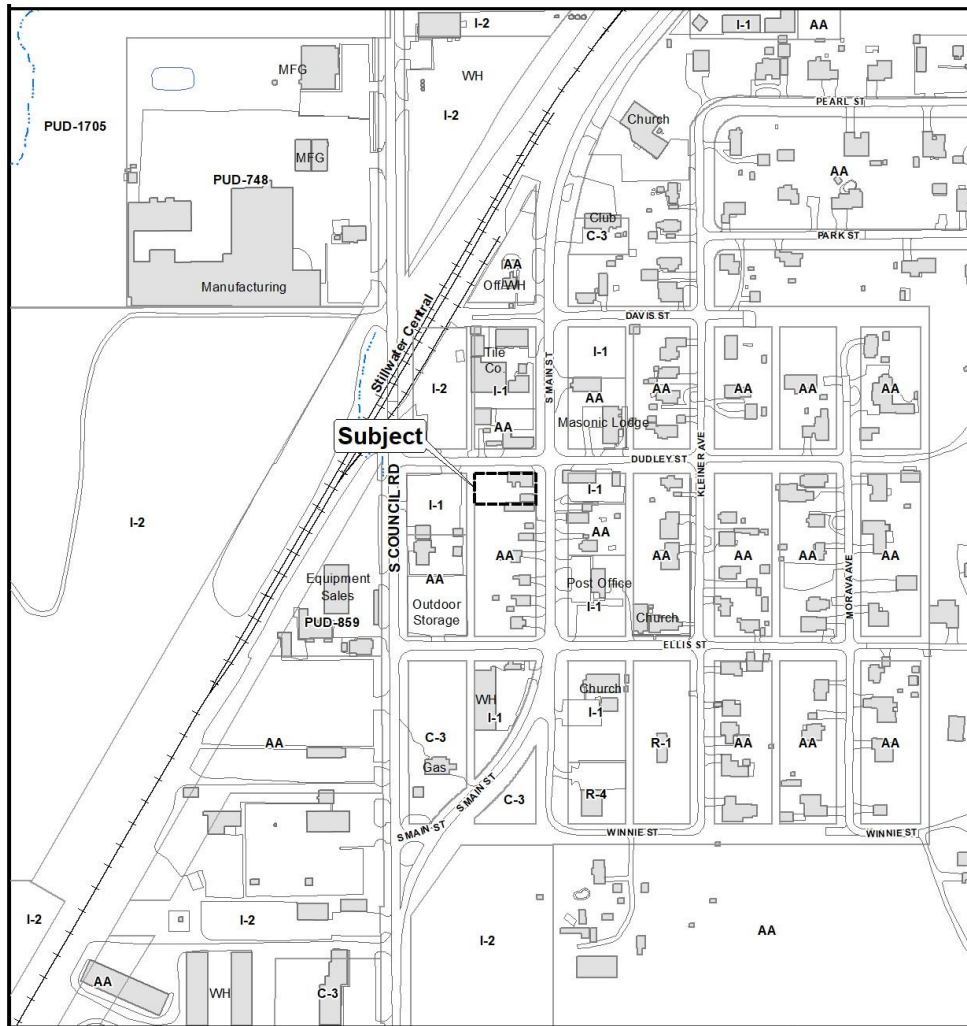 I-2
I-1
AA
MFG
WH
PEARL ST
I-2
Church
PUD-1705
MFG
PUD-748
AA
Club
C-3
PARK ST
AA
Off/WH
Manufacturing
Stillwater Central
DAVIS ST
S MAIN ST
Tile
Co.
I-1
I-2
I-1
AA
AA
AA
AA
AA
AA
Masonic Lodge
Subject
DUDLEY ST
KLEINER AVE
S COUNCIL RD
I-1
I-1
I-2
AA
AA
AA
AA
AA
AA
MORAVA AVE
Equipment
Sales
AA
Post Office
I-1
Outdoor
Storage
PUD-859
Church
ELLIS ST
WH
I-1
Church
I-1
C-3
AA
R-1
AA
AA
AA
Gas
S MAIN ST
C-3
R-4
S MAIN ST
WINNIE ST
WINNIE ST
I-2
I-2
I-2
AA
AA
WH
C-3